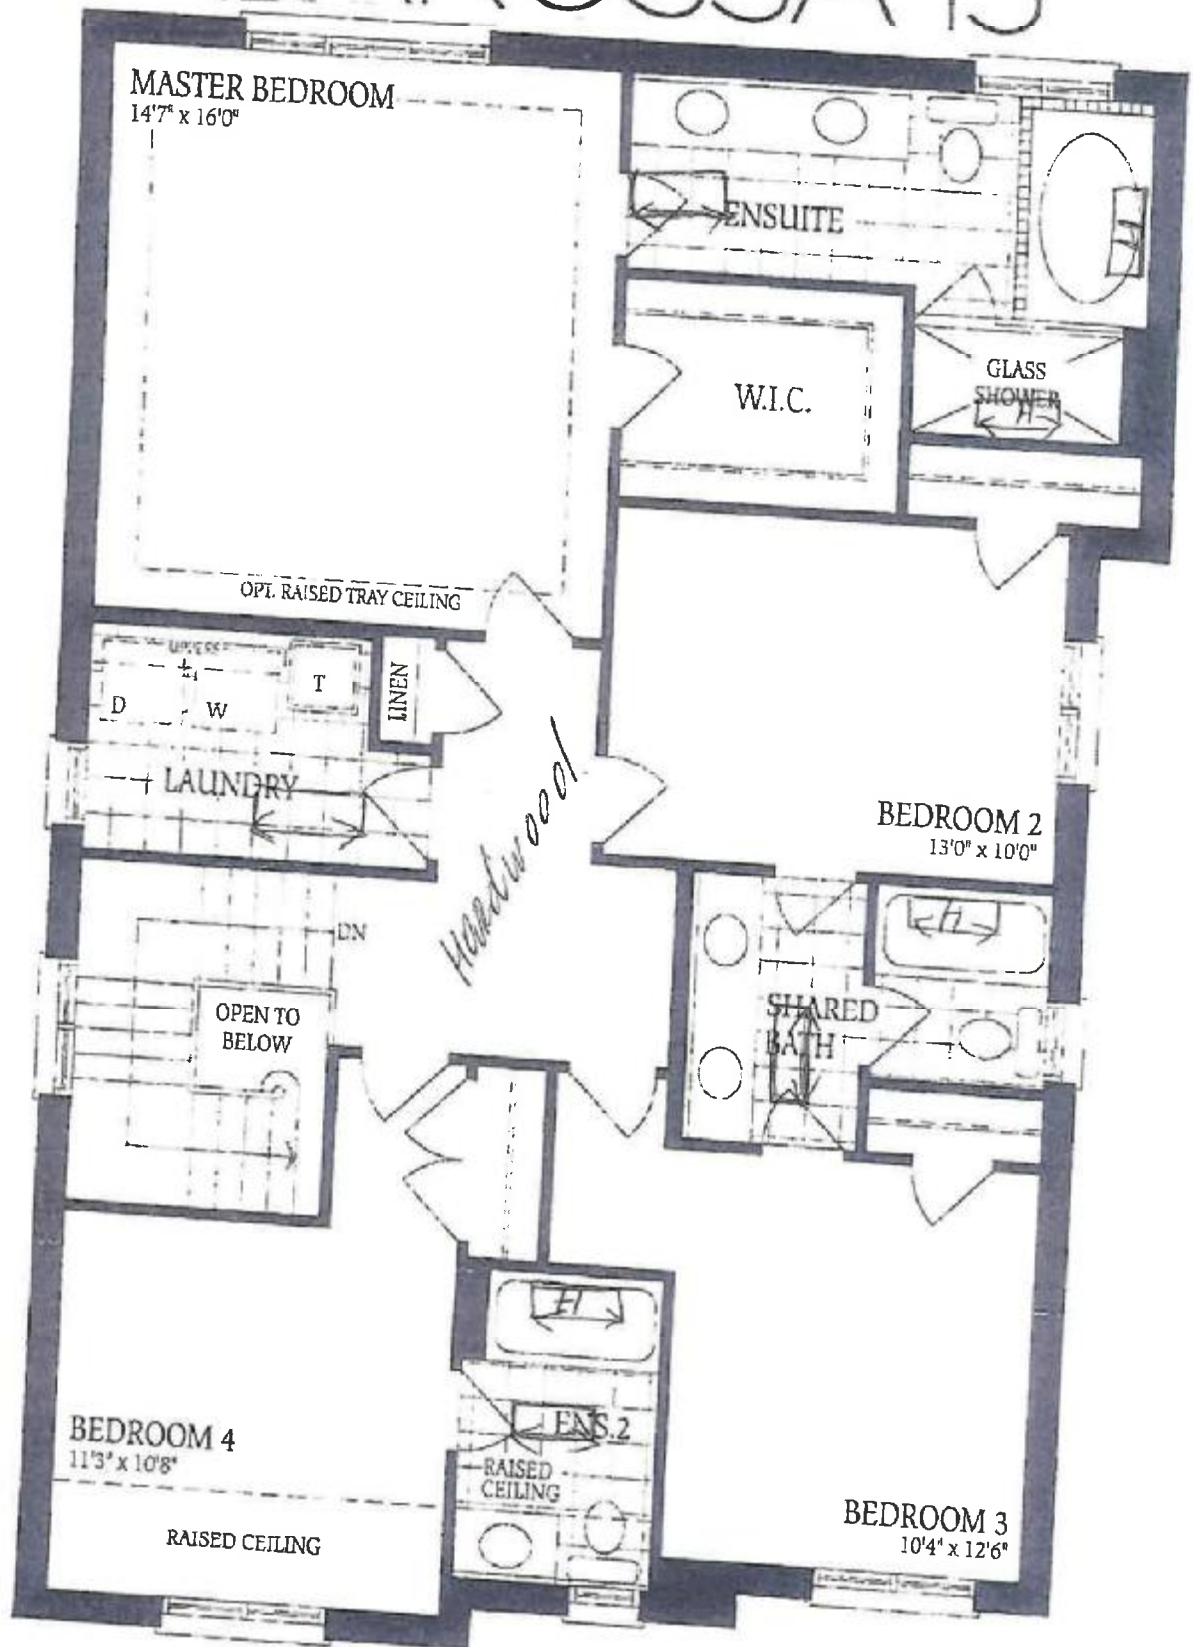 MASTER BEDROOM
14'7" x 16'0"
ENSUITE
GLASS
SHOWER
H
W.I.C.
OPT. RAISED TRAY CEILING
D
W
T
LINEN
LAUNDRY
Hardwood
BEDROOM 2
13'0" x 10'0"
DN
OPEN TO
BELOW
H
SHARED
BATH
H
ENS.2
RAISED
CEILING
BEDROOM 4
11'3" x 10'8"
RAISED CEILING
BEDROOM 3
10'4" x 12'6"